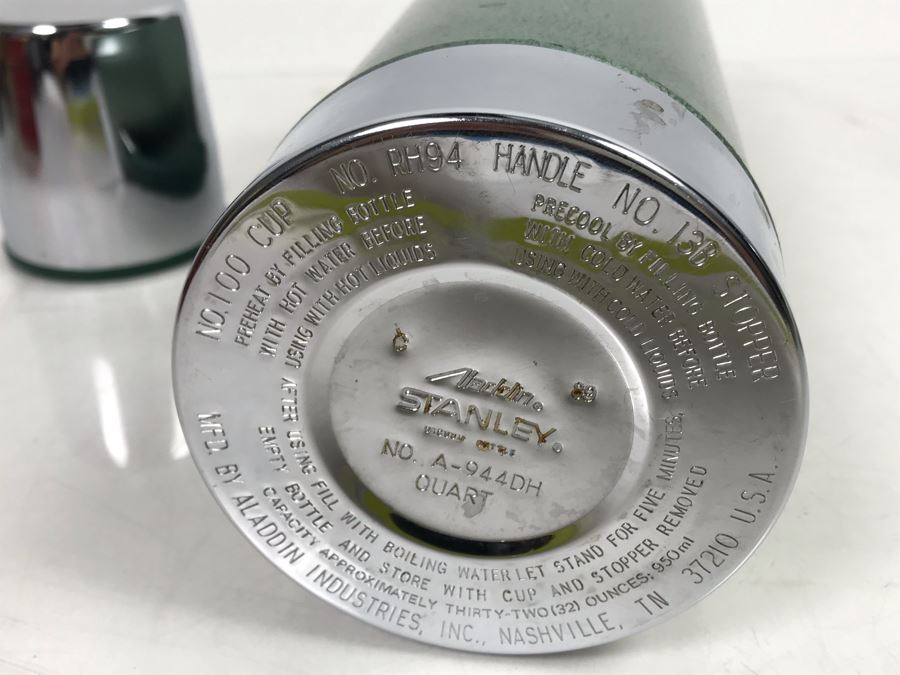 NO. 100 CUP NO. RH94 HANDLE NO. 13B STOPPER
PREHEAT BY FILLING BOTTLE
WITH HOT WATER BEFORE
USING WITH HOT LIQUIDS
PRECOOL BY FILLING BOTTLE
WITH COLD WATER BEFORE
USING WITH COLD LIQUIDS
C
89
Aladdin®
STANLEY®
NO. A-944DH
QUART
AFTER USING FILL WITH BOILING WATER LET STAND FOR FIVE MINUTES,
EMPTY BOTTLE AND STORE WITH CUP AND STOPPER REMOVED
CAPACITY APPROXIMATELY THIRTY-TWO (32) OUNCES: 950 ml
MFD. BY ALADDIN INDUSTRIES, INC., NASHVILLE, TN 37210 U.S.A.